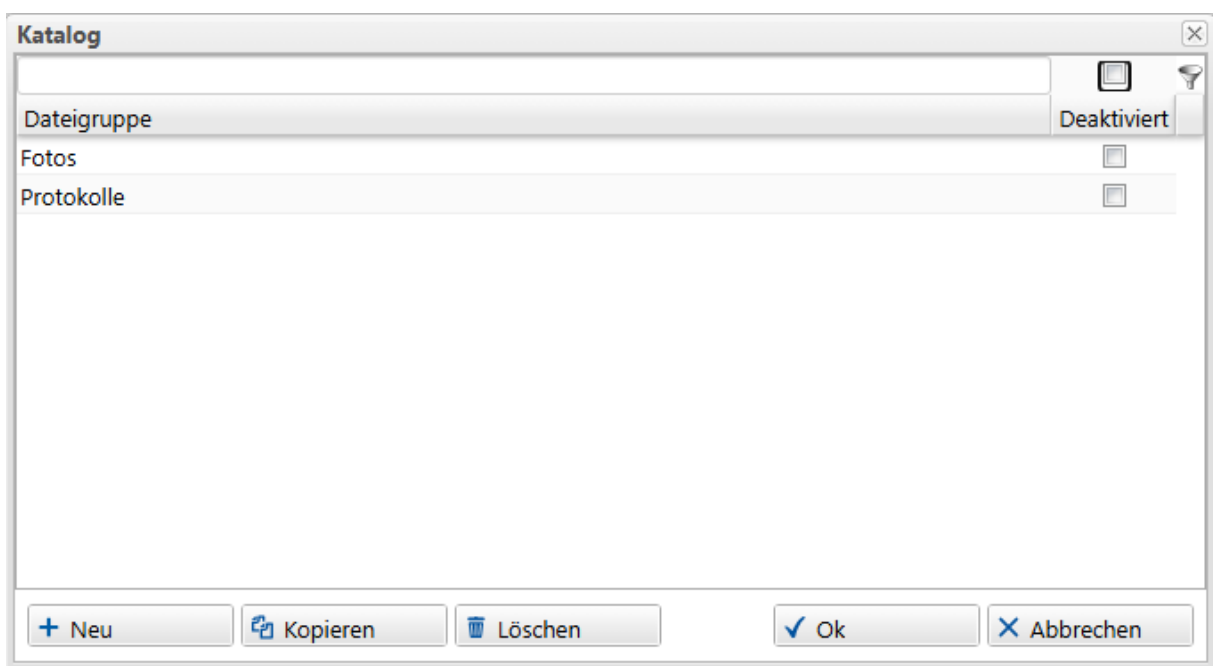 Katalog
Dateigruppe Deaktiviert
Fotos
Protokolle
Neu Kopieren Löschen Ok Abbrechen